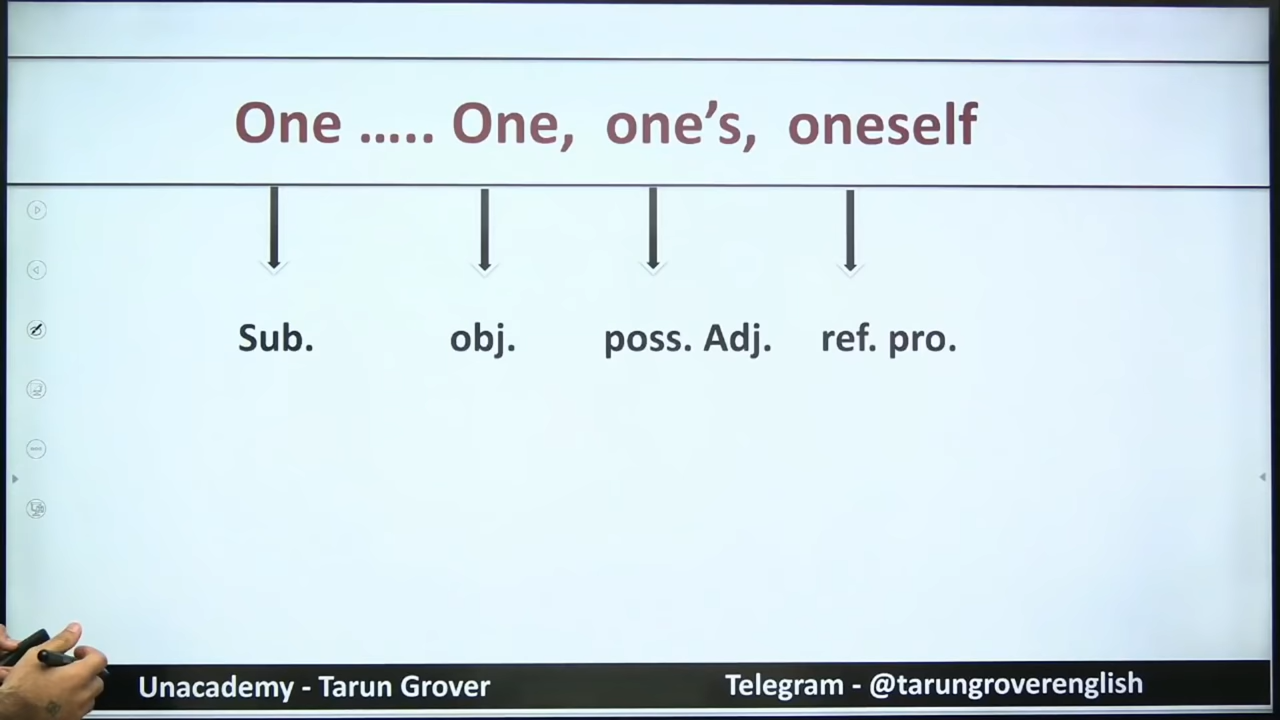 One ..... One, one's, oneself
Sub. obj. poss. Adj. ref. pro.
Unacademy - Tarun Grover
Telegram - @tarungroverenglish